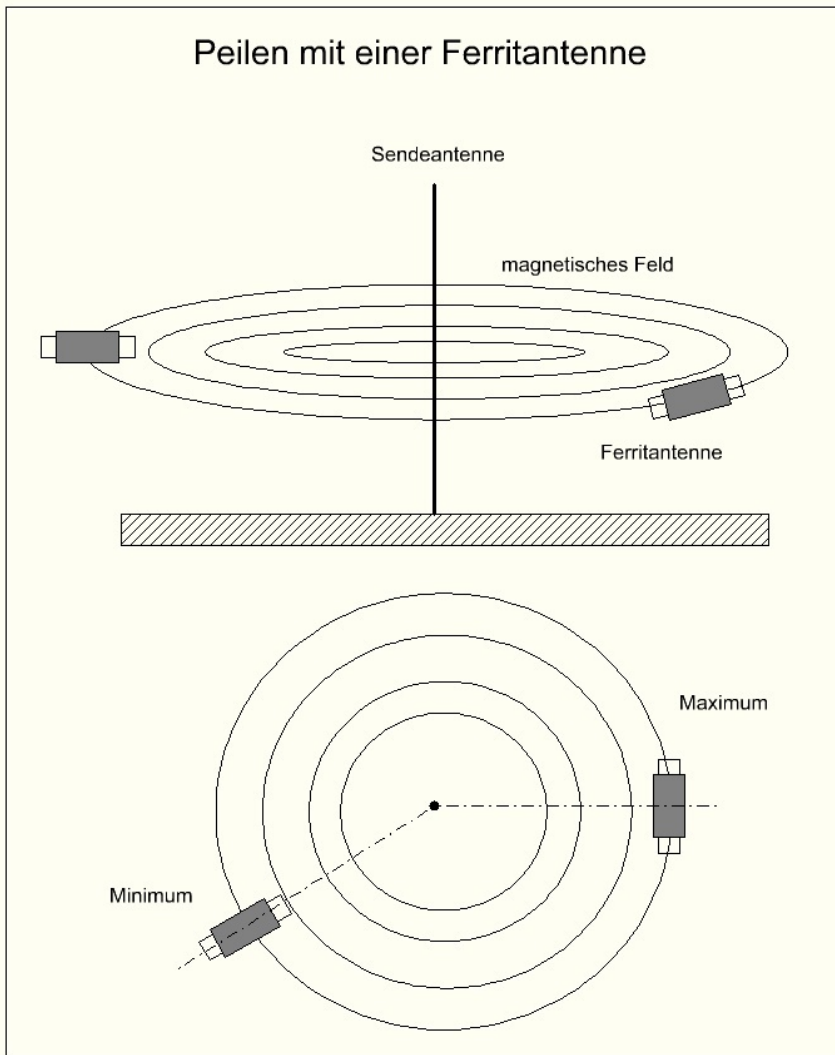 Peilen mit einer Ferritantenne
Sendeantenne
magnetisches Feld
Ferritantenne
Maximum
Minimum